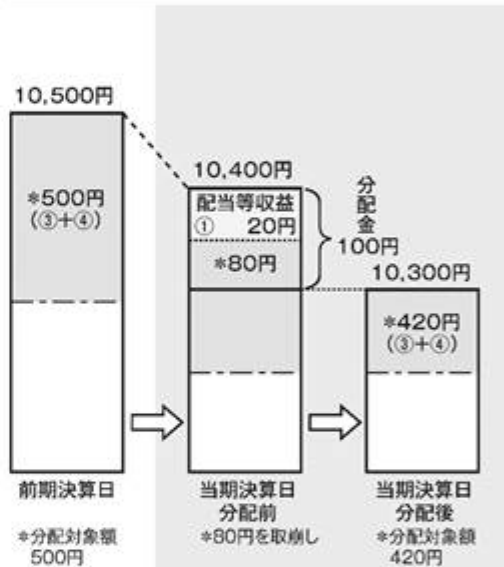 10,500円
*500円
(③+④)
前期決算日
*分配対象額
500円
10,400円
配当等収益
① 20円
*80円
分配金
100円
当期決算日
分配前
*80円を取崩し
10,300円
*420円
(③+④)
当期決算日
分配後
*分配対象額
420円